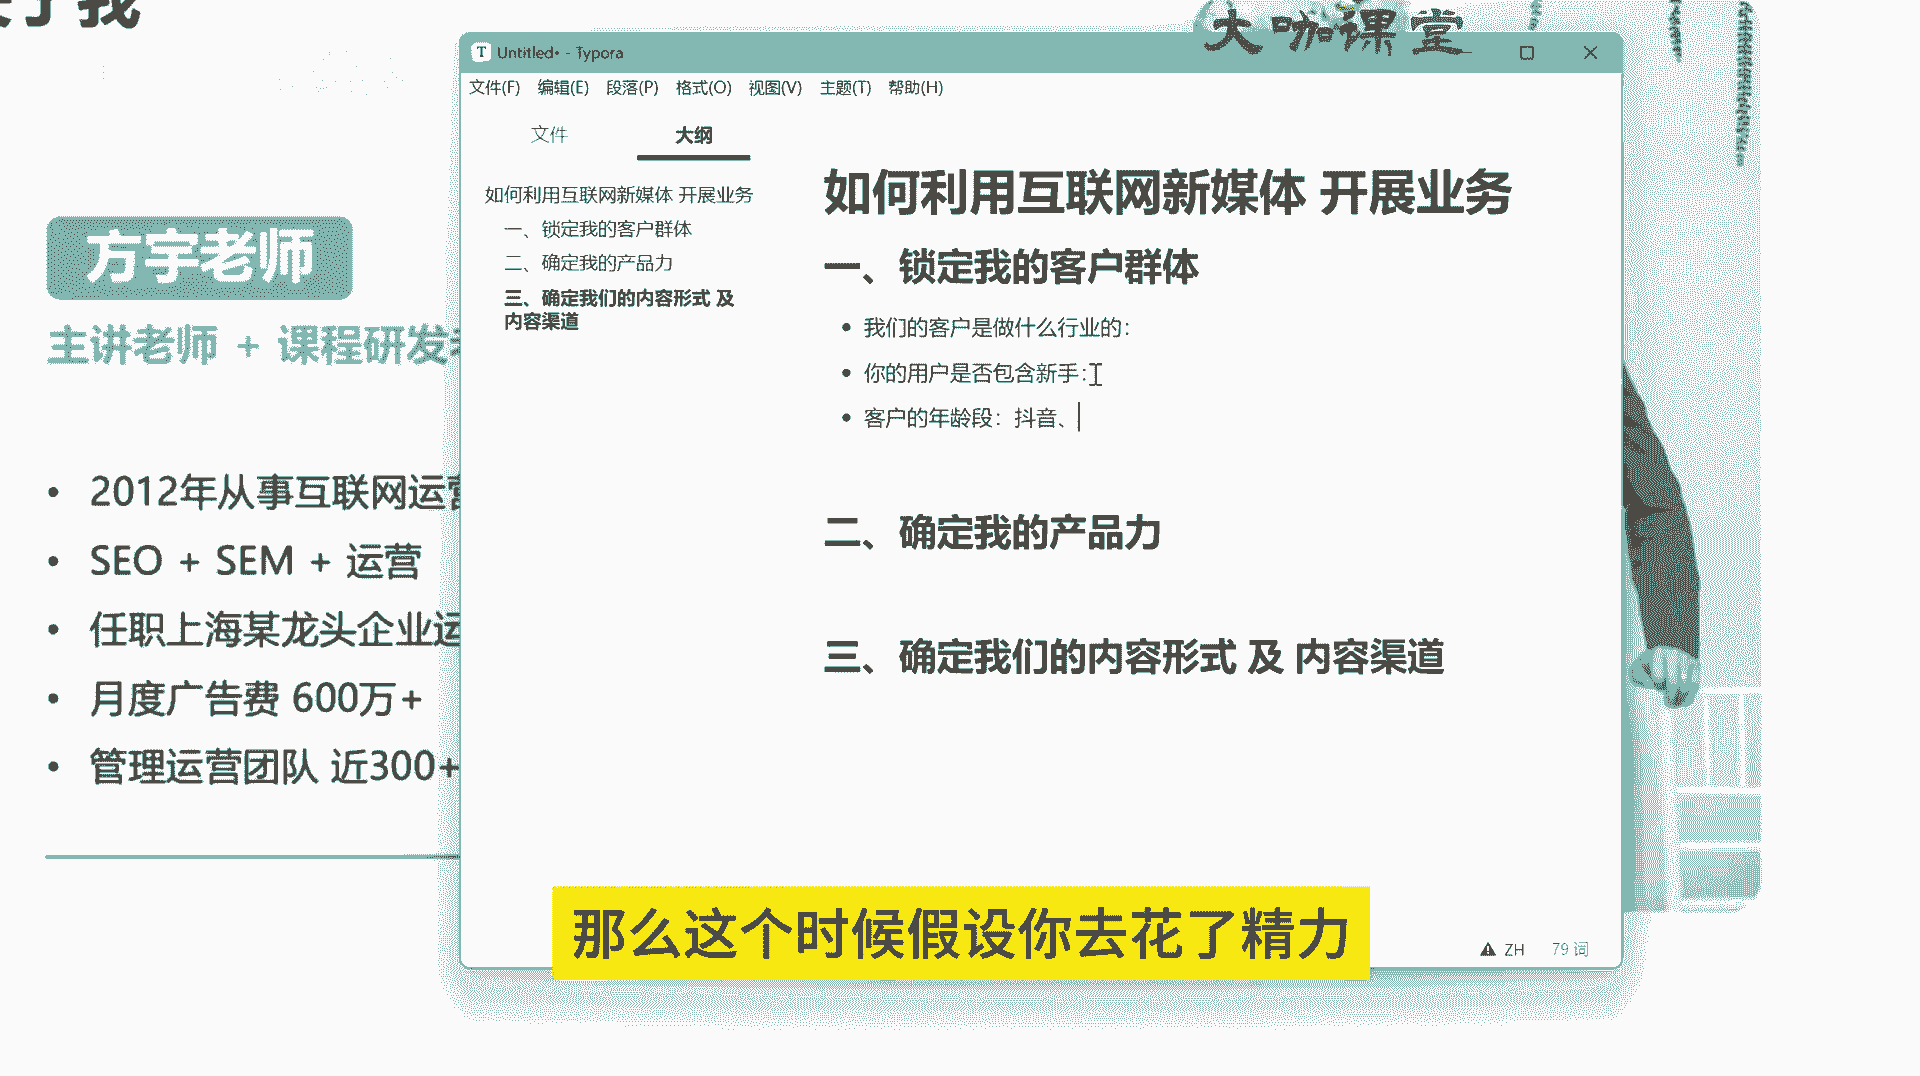 大咖课堂
方宇老师
主讲老师 + 课程研发
2012年从事互联网运营
SEO + SEM + 运营
任职上海某龙头企业运
月度广告费 600万+
管理运营团队 近300+
Untitled• - Typora
文件(F) 编辑(E) 段落(P) 格式(O) 视图(V) 主题(T) 帮助(H)
文件 大纲
如何利用互联网新媒体 开展业务
一、锁定我的客户群体
二、确定我的产品力
三、确定我们的内容形式 及
内容渠道
如何利用互联网新媒体 开展业务
一、锁定我的客户群体
我们的客户是做什么行业的：
你的用户是否包含新手：
客户的年龄段：抖音、
二、确定我的产品力
三、确定我们的内容形式 及 内容渠道
那么这个时候假设你去花了精力
ZH 79 词